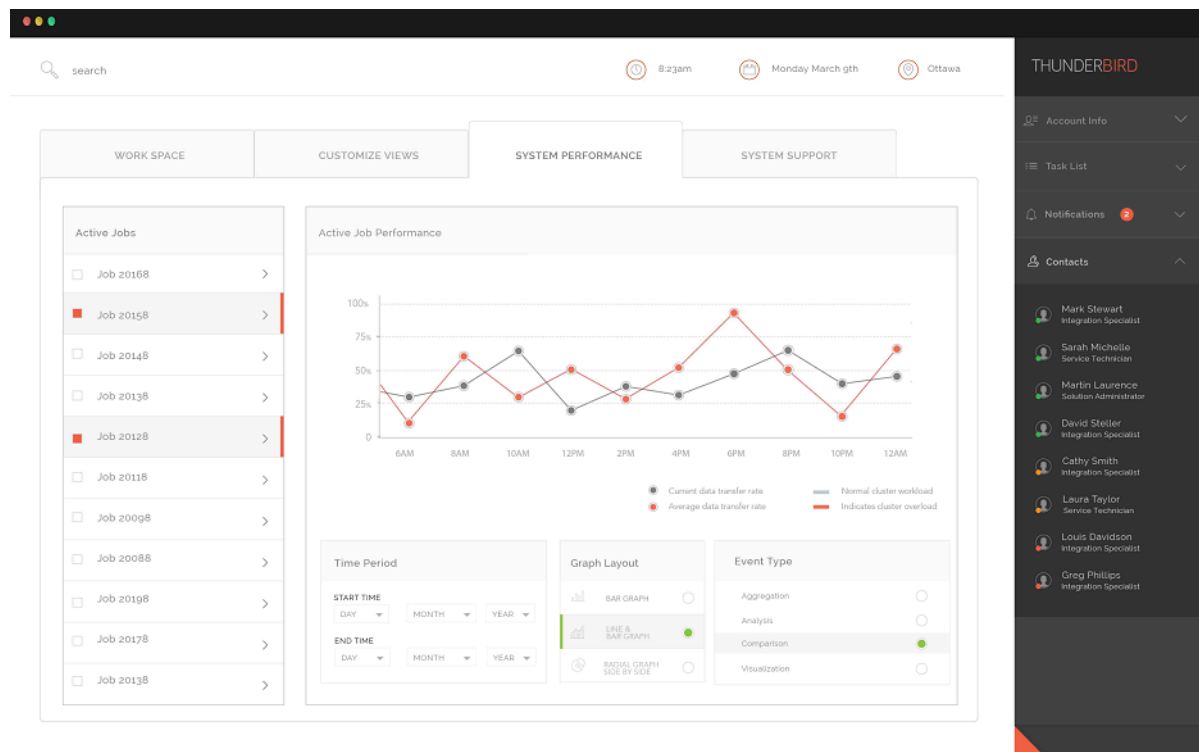 search
8:23am
Monday March 9th
Ottawa
THUNDERBIRD
WORK SPACE
CUSTOMIZE VIEWS
SYSTEM PERFORMANCE
SYSTEM SUPPORT
Active Jobs
Job 20168
Job 20158
Job 20148
Job 20138
Job 20128
Job 20118
Job 20098
Job 20088
Job 20198
Job 20178
Job 20138
Active Job Performance
100%
75%
50%
25%
0
6AM 8AM 10AM 12PM 2PM 4PM 6PM 8PM 10PM 12AM
Current data transfer rate
Average data transfer rate
Normal cluster workload
Indicates cluster overload
Time Period
START TIME
DAY MONTH YEAR
END TIME
DAY MONTH YEAR
Graph Layout
BAR GRAPH
LINE &
BAR GRAPH
RADIAL GRAPH
SIDE BY SIDE
Event Type
Aggregation
Analysis
Comparison
Visualization
Account Info
Task List
Notifications 2
Contacts
Mark Stewart
Integration Specialist
Sarah Michelle
Service Technician
Martin Laurence
Solution Administrator
David Steller
Integration Specialist
Cathy Smith
Integration Specialist
Laura Taylor
Service Technician
Louis Davidson
Integration Specialist
Greg Phillips
Integration Specialist